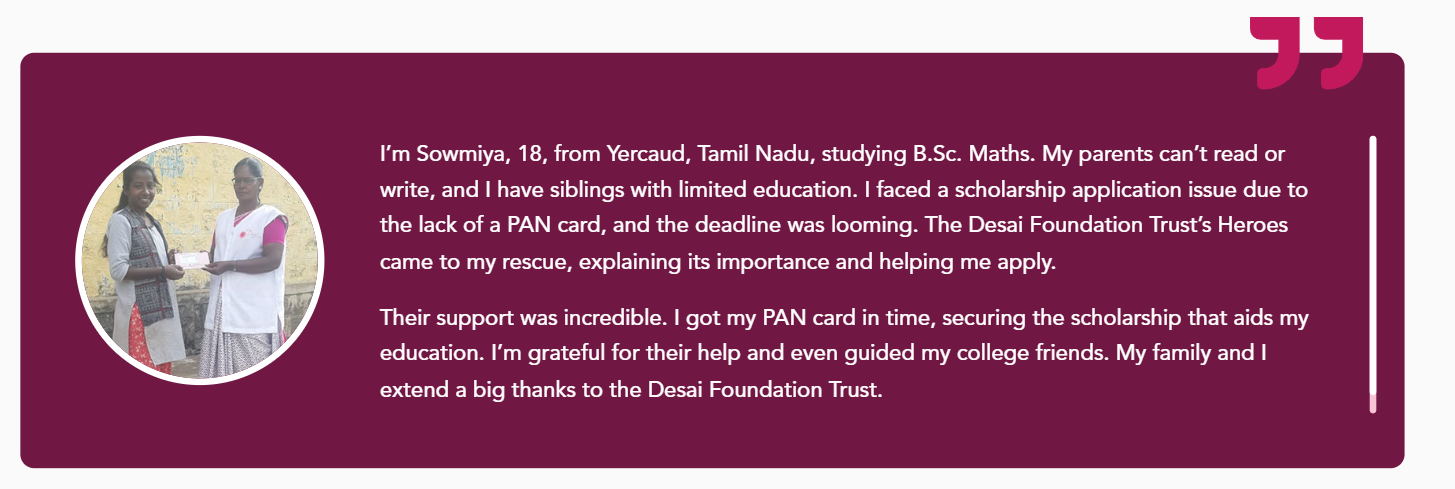 I’m Sowmiya, 18, from Yercaud, Tamil Nadu, studying B.Sc. Maths. My parents can’t read or
write, and I have siblings with limited education. I faced a scholarship application issue due to
the lack of a PAN card, and the deadline was looming. The Desai Foundation Trust’s Heroes
came to my rescue, explaining its importance and helping me apply.
Their support was incredible. I got my PAN card in time, securing the scholarship that aids my
education. I’m grateful for their help and even guided my college friends. My family and I
extend a big thanks to the Desai Foundation Trust.